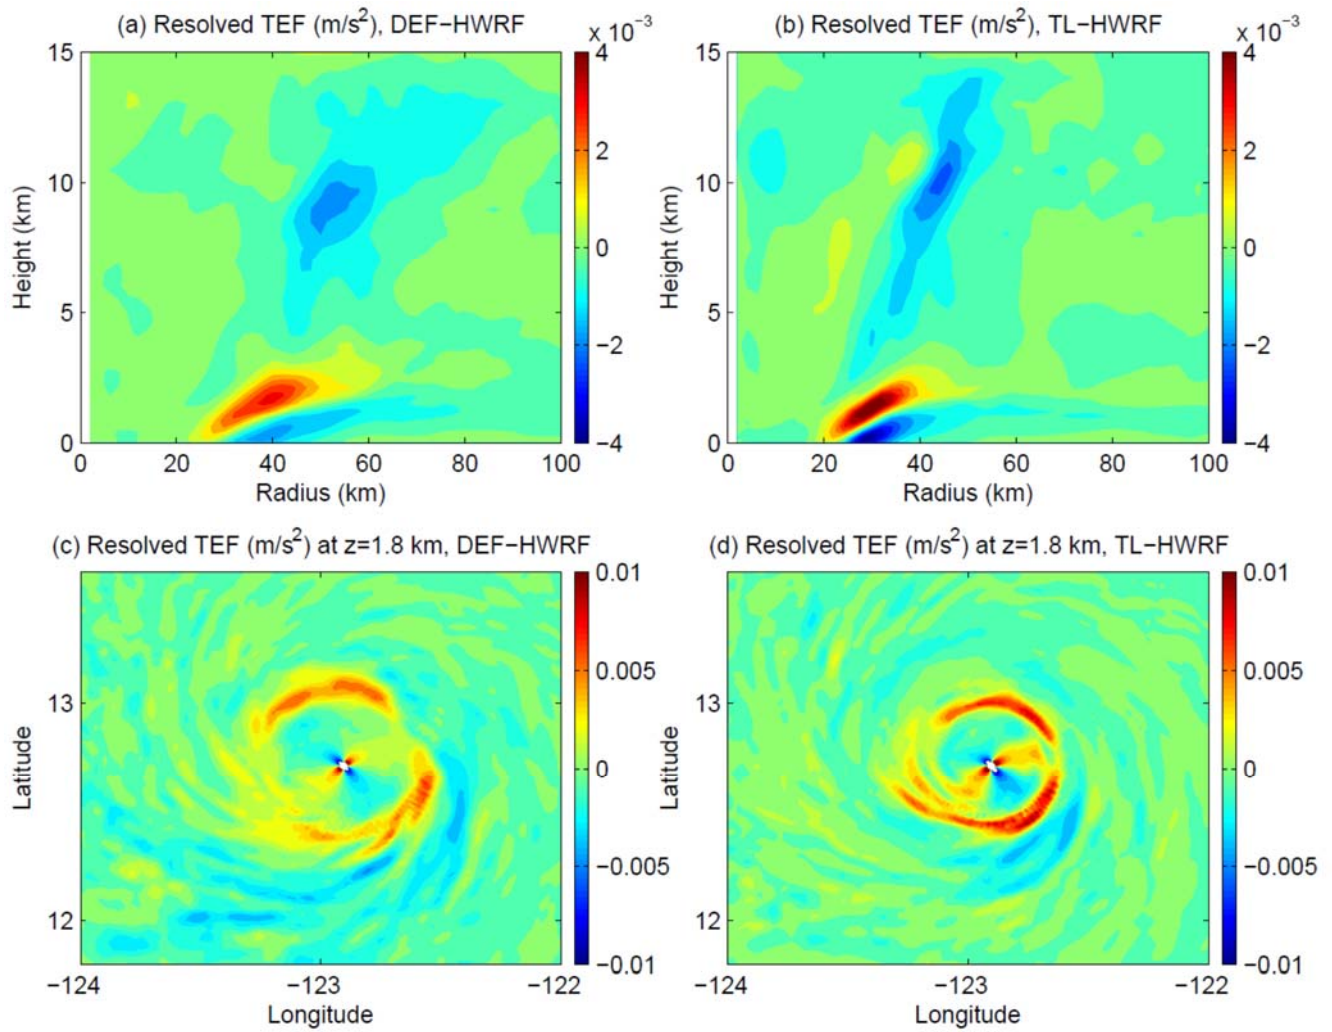 (a) Resolved TEF (m/s²), DEF−HWRF
x 10⁻³
15
10
5
0
Height (km)
0 20 40 60 80 100
Radius (km)
4
2
0
−2
−4
(b) Resolved TEF (m/s²), TL−HWRF
x 10⁻³
15
10
5
0
Height (km)
0 20 40 60 80 100
Radius (km)
4
2
0
−2
−4
(c) Resolved TEF (m/s²) at z=1.8 km, DEF−HWRF
13
12
Latitude
−124 −123 −122
Longitude
0.01
0.005
0
−0.005
−0.01
(d) Resolved TEF (m/s²) at z=1.8 km, TL−HWRF
13
12
Latitude
−124 −123 −122
Longitude
0.01
0.005
0
−0.005
−0.01